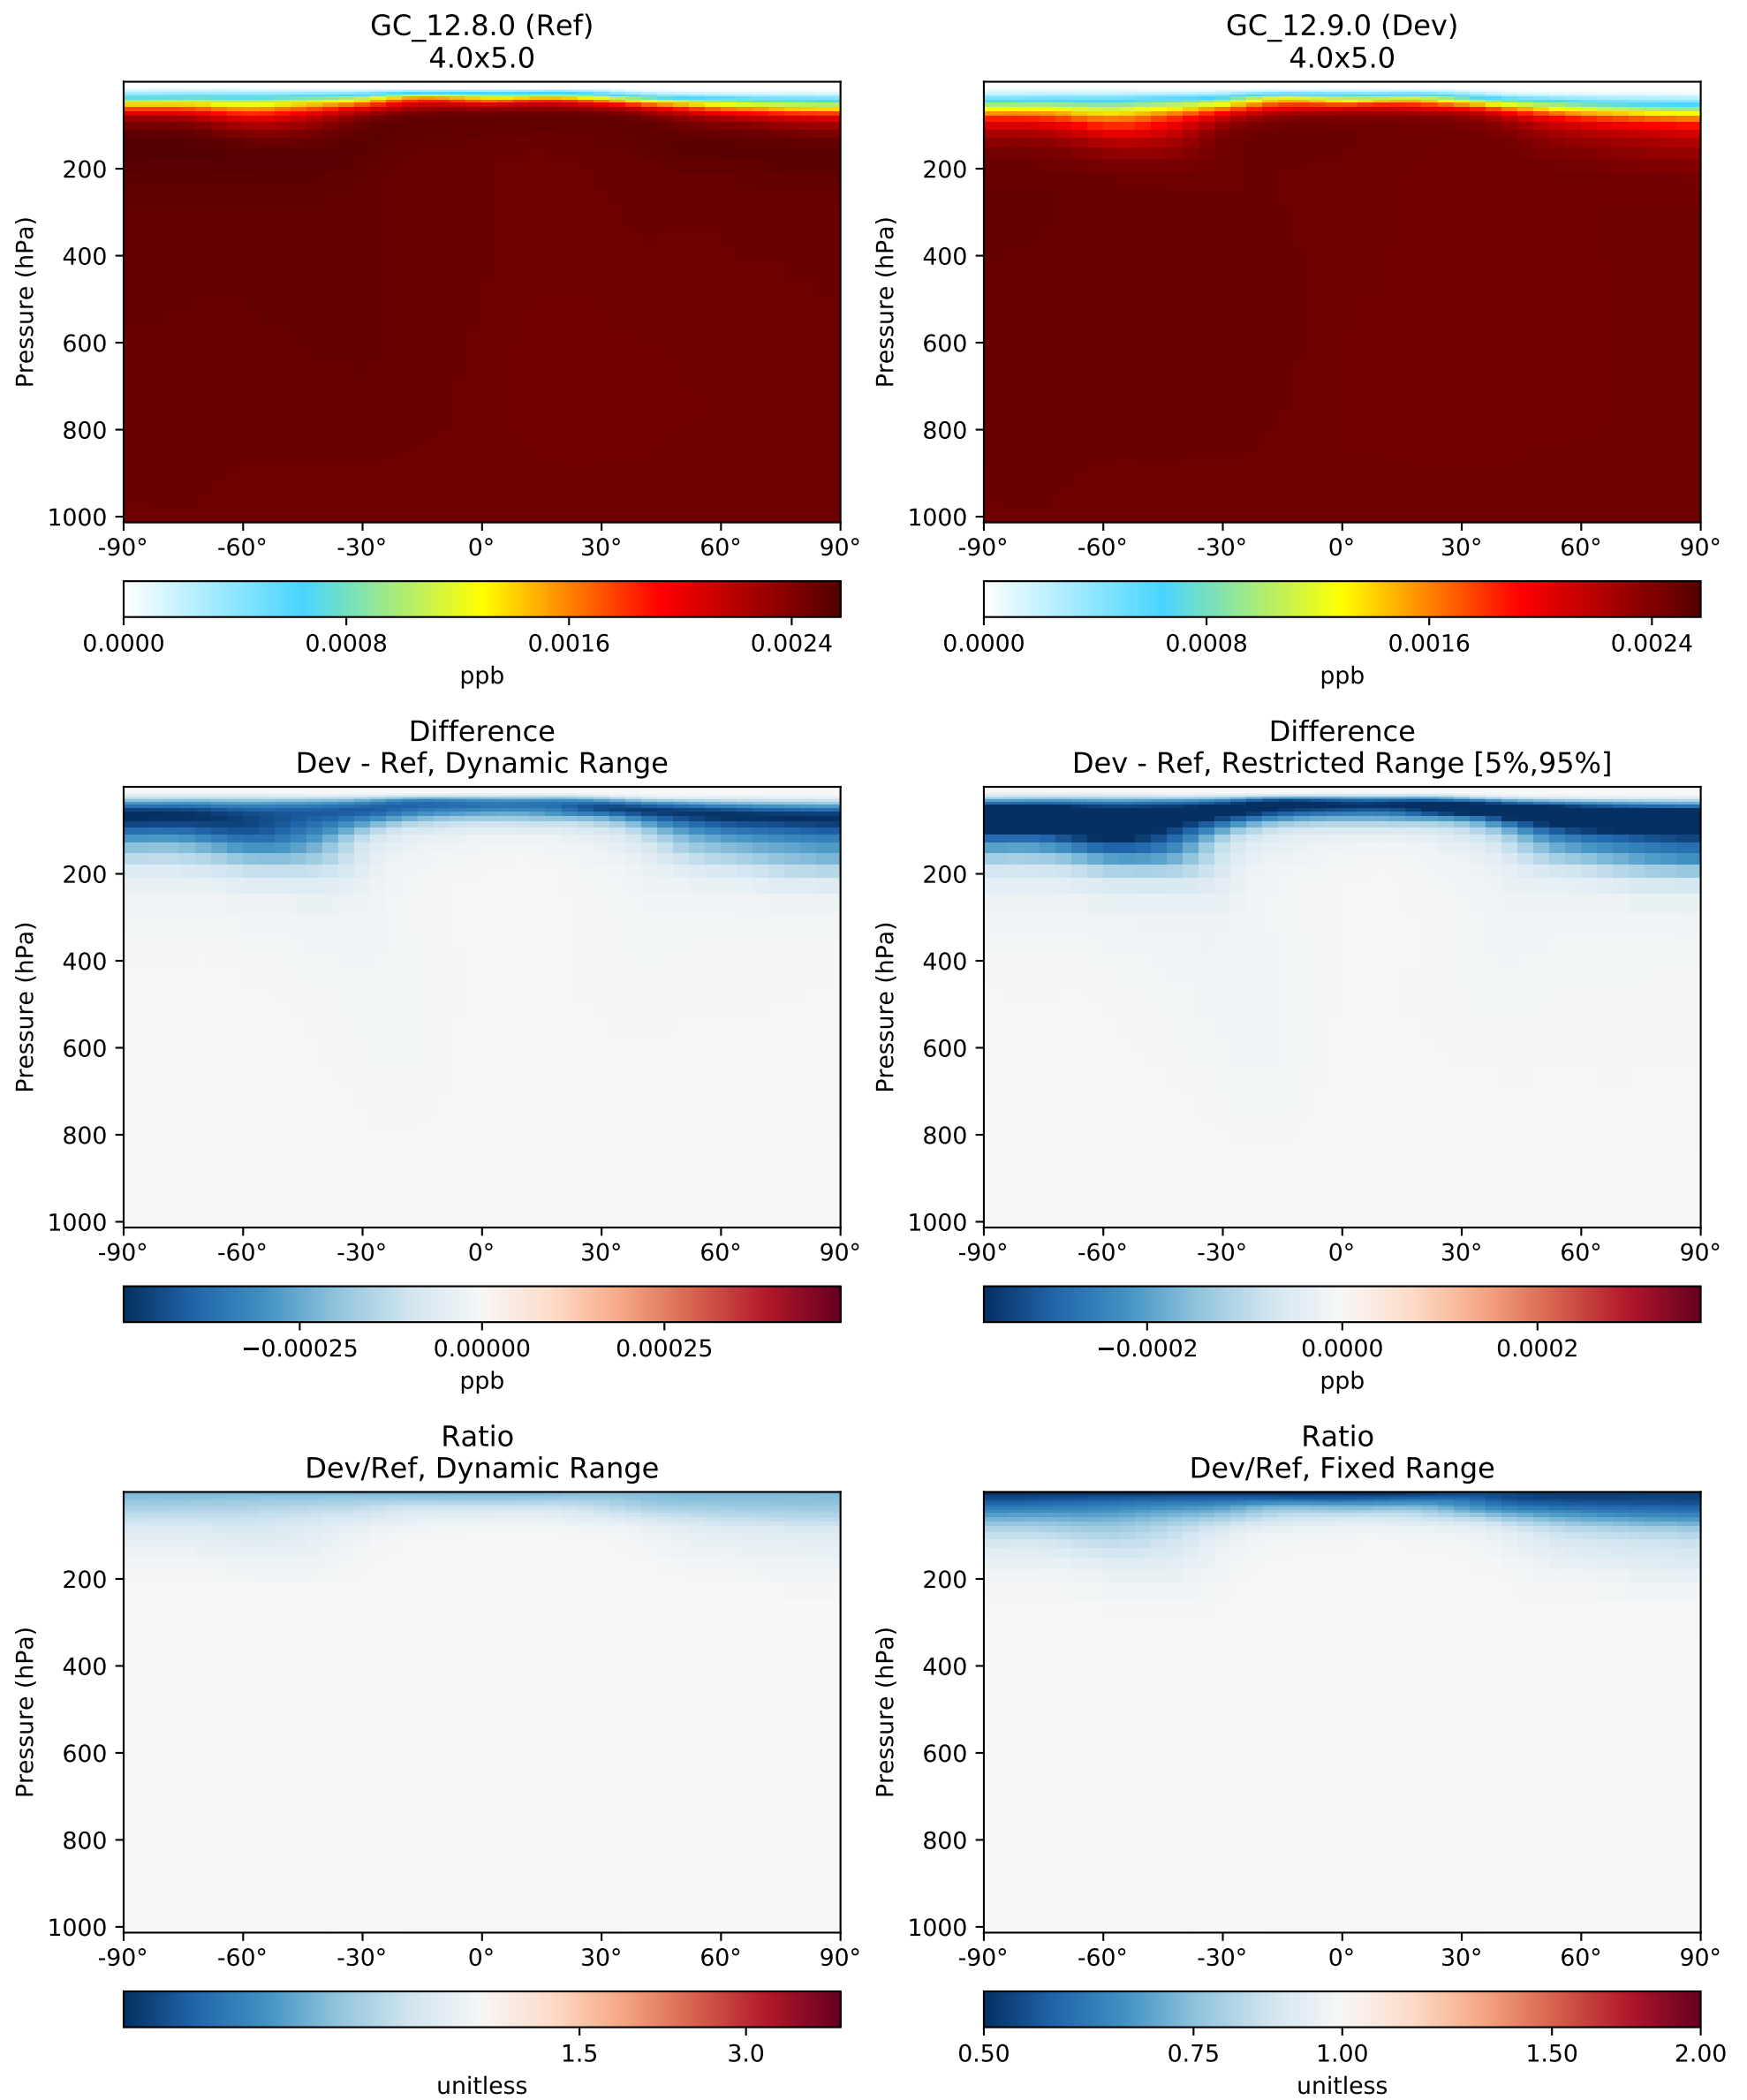 GC_12.8.0 (Ref)
4.0x5.0
Pressure (hPa)
200
400
600
800
1000
-90° -60° -30° 0° 30° 60° 90°
0.0000 0.0008 0.0016 0.0024
ppb
GC_12.9.0 (Dev)
4.0x5.0
Pressure (hPa)
200
400
600
800
1000
-90° -60° -30° 0° 30° 60° 90°
0.0000 0.0008 0.0016 0.0024
ppb
Difference
Dev - Ref, Dynamic Range
Pressure (hPa)
200
400
600
800
1000
-90° -60° -30° 0° 30° 60° 90°
−0.00025 0.00000 0.00025
ppb
Difference
Dev - Ref, Restricted Range [5%,95%]
Pressure (hPa)
200
400
600
800
1000
-90° -60° -30° 0° 30° 60° 90°
−0.0002 0.0000 0.0002
ppb
Ratio
Dev/Ref, Dynamic Range
Pressure (hPa)
200
400
600
800
1000
-90° -60° -30° 0° 30° 60° 90°
1.5 3.0
unitless
Ratio
Dev/Ref, Fixed Range
Pressure (hPa)
200
400
600
800
1000
-90° -60° -30° 0° 30° 60° 90°
0.50 0.75 1.00 1.50 2.00
unitless